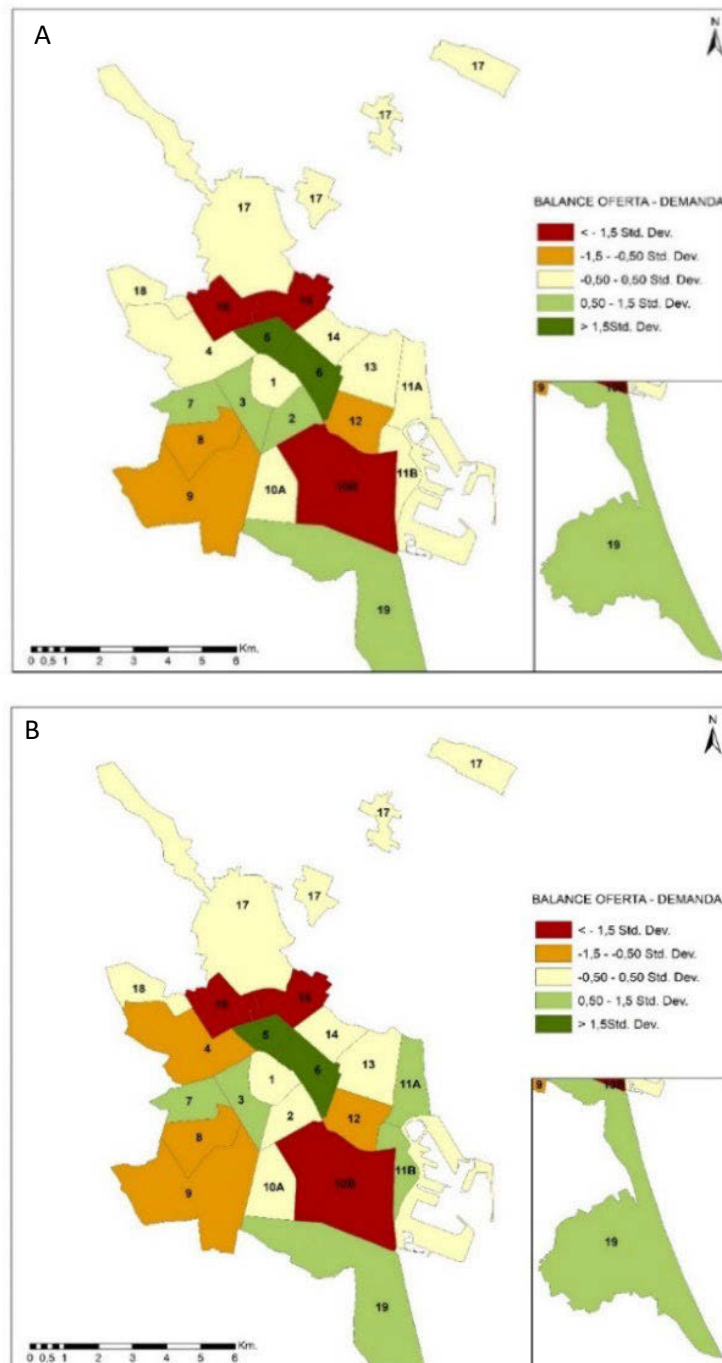 A
N
17
17
17
17
BALANCE OFERTA - DEMANDA
< - 1,5 Std. Dev.
-1,5 - -0,50 Std. Dev.
-0,50 - 0,50 Std. Dev.
0,50 - 1,5 Std. Dev.
> 1,5Std. Dev.
18
5
14
4
13
6
1
11A
7
3
2
12
8
9
10A
11B
19
9
19
0 0,5 1 2 3 4 5 6 Km.
B
N
17
17
17
17
BALANCE OFERTA - DEMANDA
< - 1,5 Std. Dev.
-1,5 - -0,50 Std. Dev.
-0,50 - 0,50 Std. Dev.
0,50 - 1,5 Std. Dev.
> 1,5Std. Dev.
18
5
14
4
13
6
1
11A
7
3
2
12
8
9
10A
10B
11B
19
9
19
0 0,5 1 2 3 4 5 6 Km.